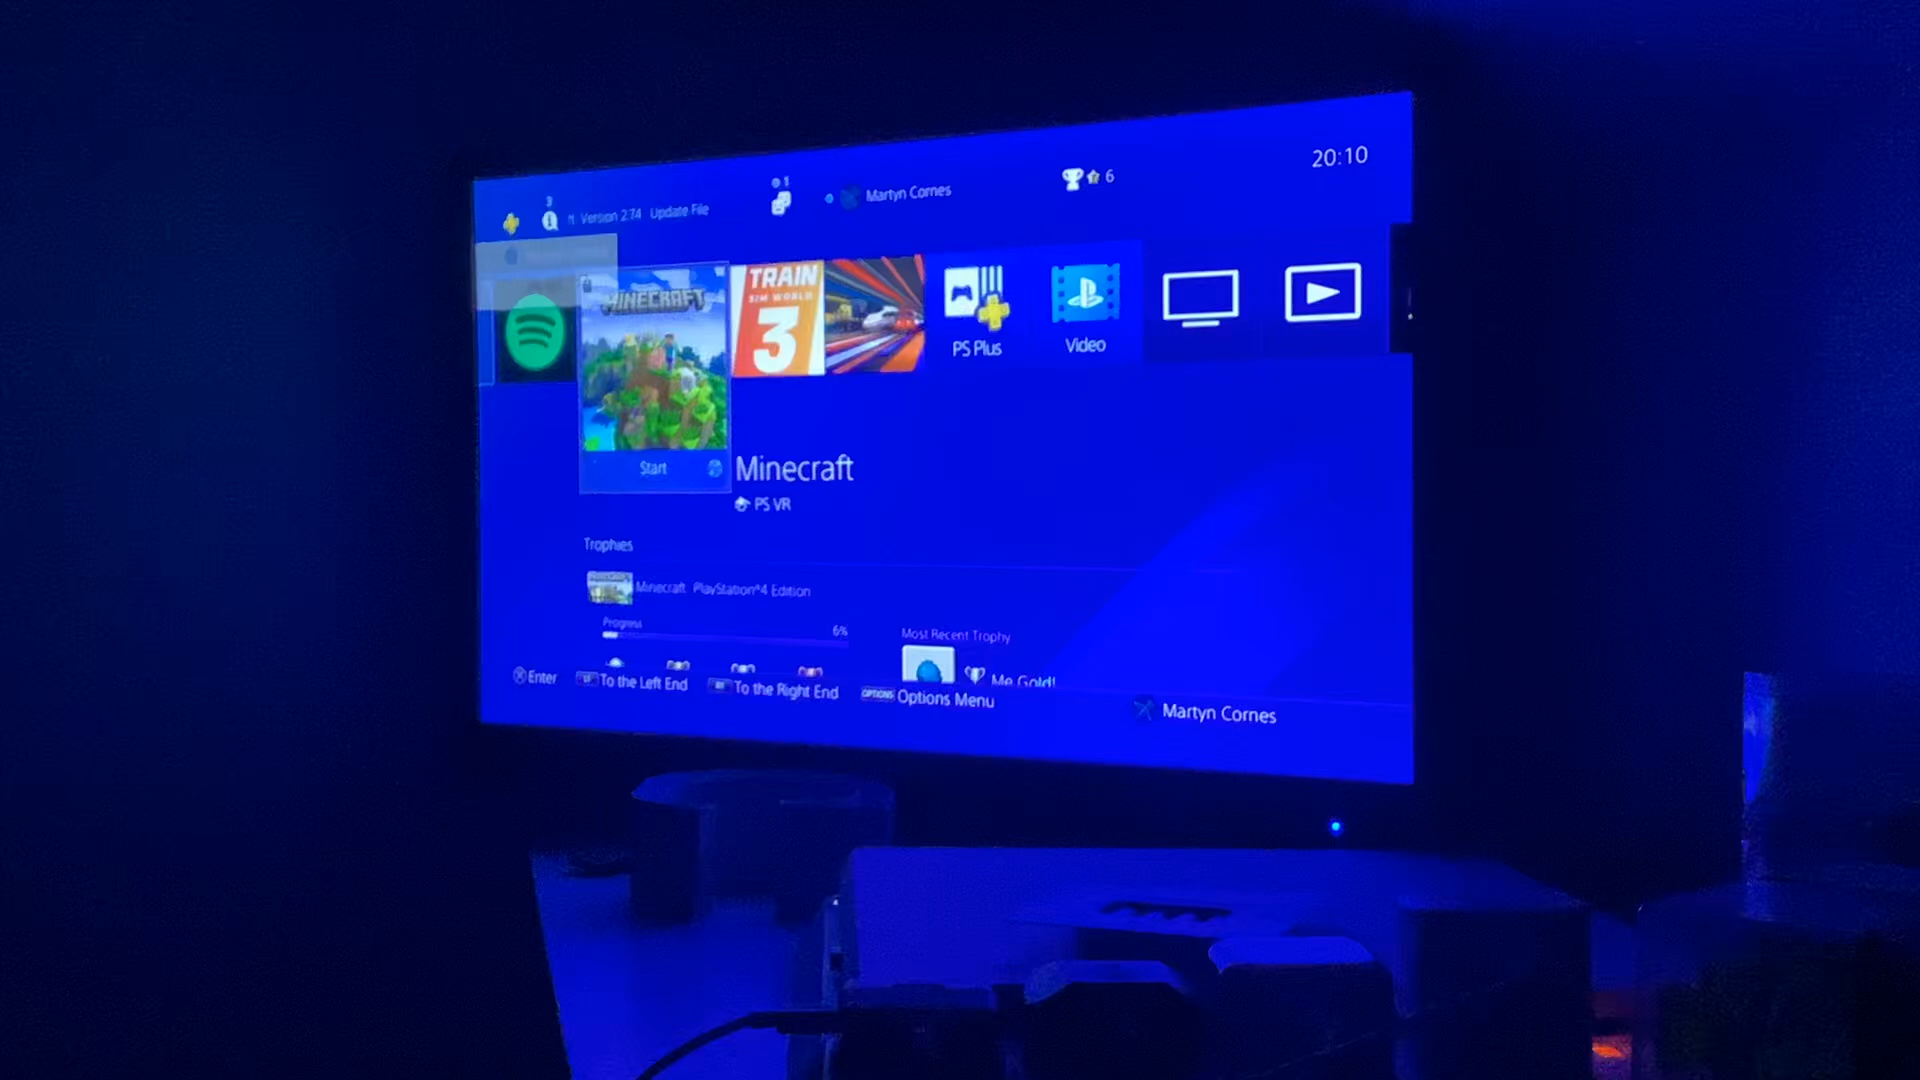 20:10
3
1
Version 2.74 Update File
Martyn Cornes
6
MINECRAFT
TRAIN
SIM WORLD
3
PS Plus
Video
Start
Minecraft
PS VR
Trophies
Minecraft PlayStation®4 Edition
Progress
6%
Most Recent Trophy
Me Gold!
Enter
To the Left End
To the Right End
OPTIONS Options Menu
Martyn Cornes